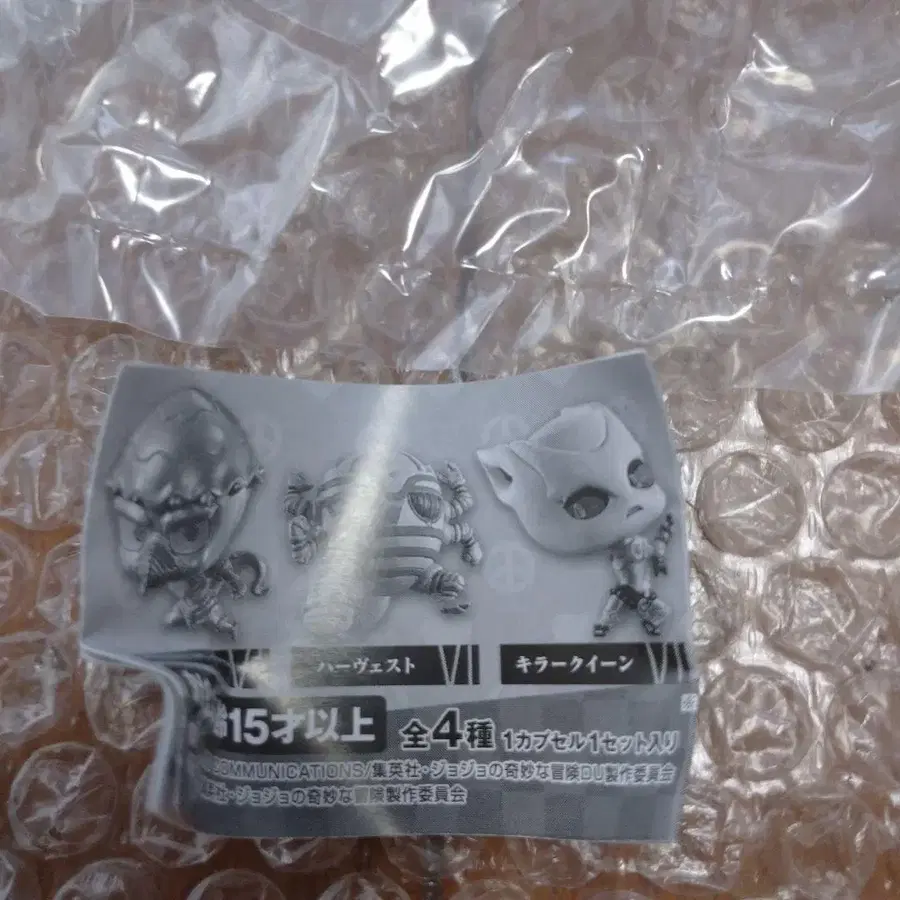 ハーヴェスト VII
キラークイーン VII
15才以上 全4種 1カプセル1セット入り
COMMUNICATIONS/集英社・ジョジョの奇妙な冒険DU製作委員会
社・ジョジョの奇妙な冒険製作委員会